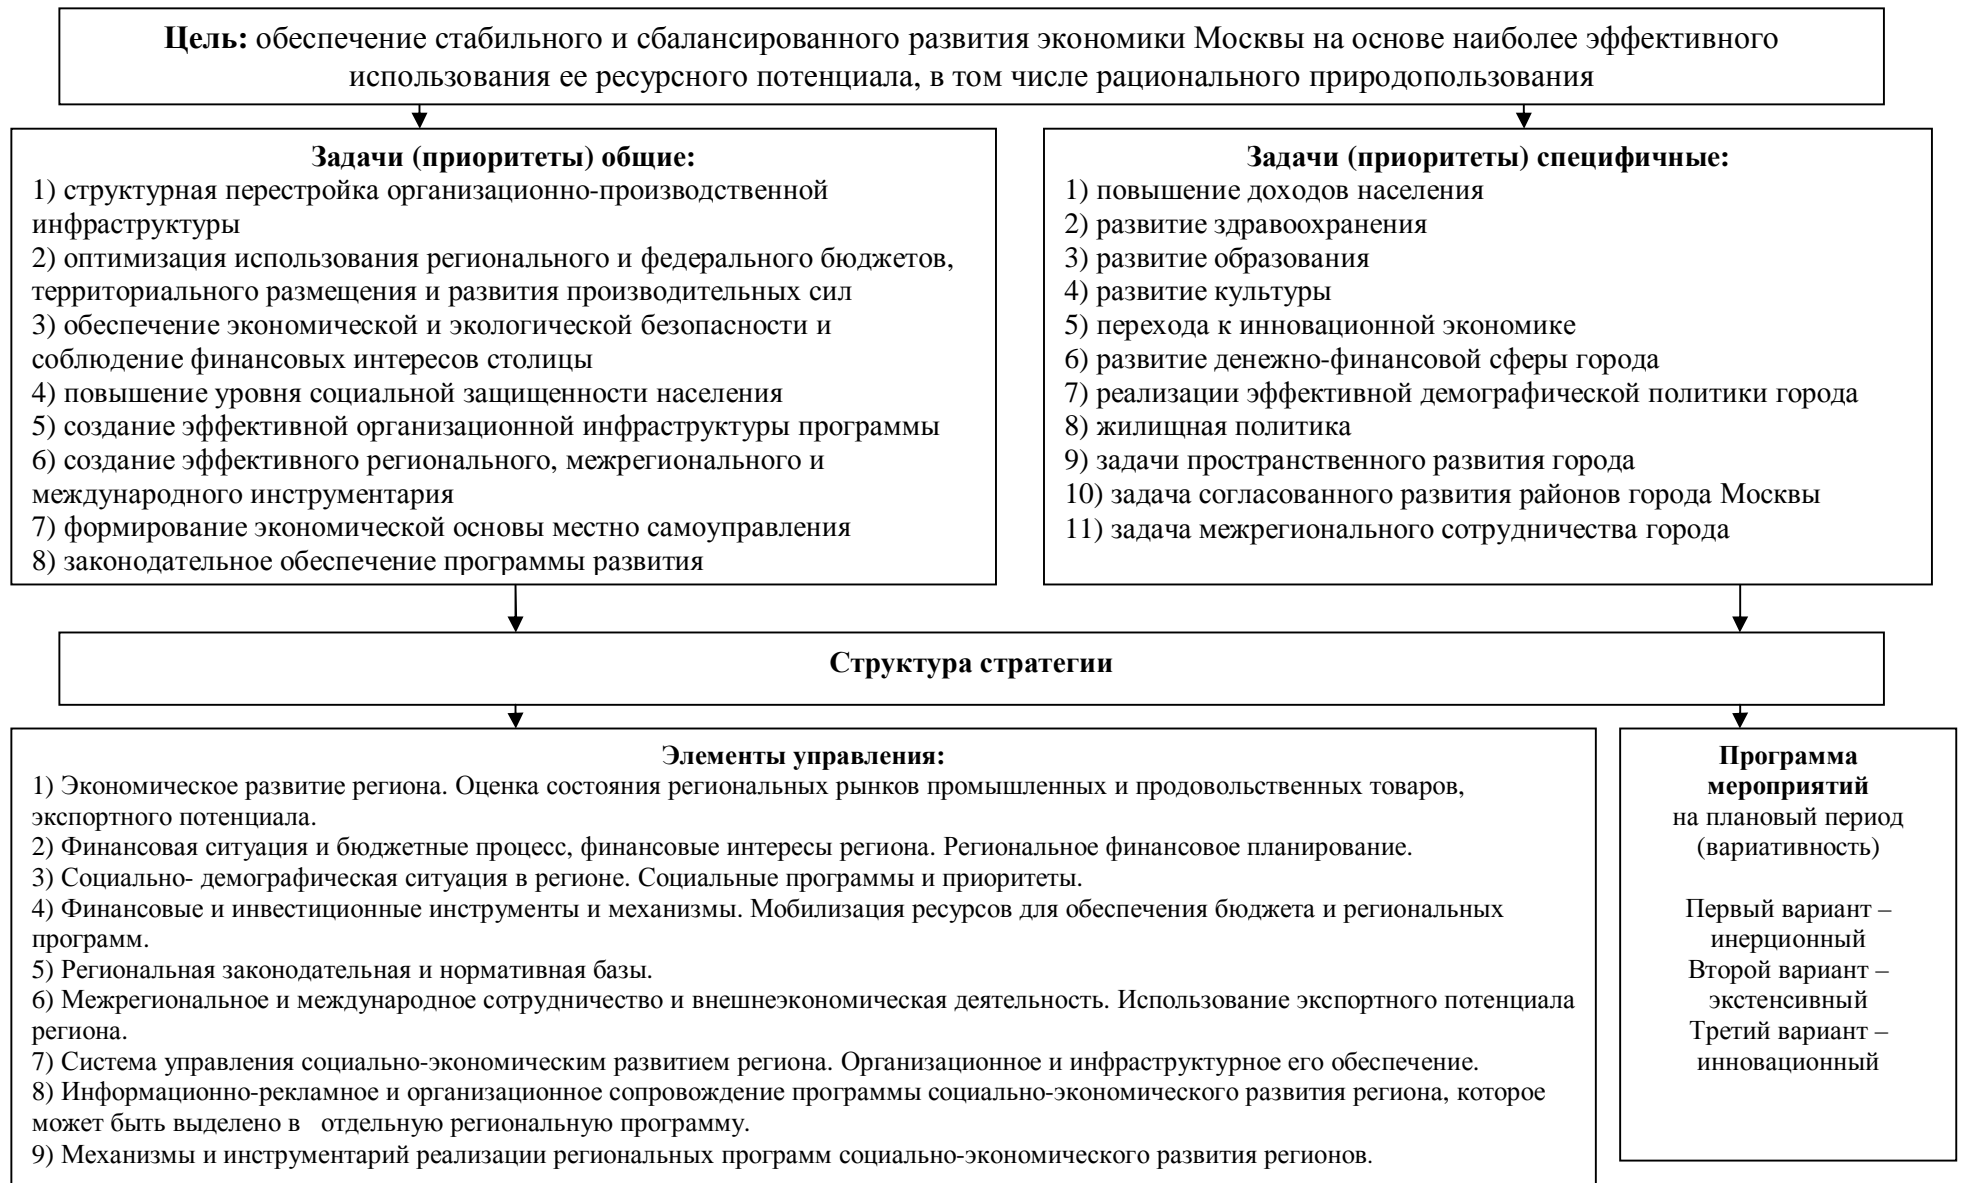 Цель: обеспечение стабильного и сбалансированного развития экономики Москвы на основе наиболее эффективного
использования ее ресурсного потенциала, в том числе рационального природопользования
Задачи (приоритеты) общие:
1) структурная перестройка организационно-производственной
инфраструктуры
2) оптимизация использования регионального и федерального бюджетов,
территориального размещения и развития производительных сил
3) обеспечение экономической и экологической безопасности и
соблюдение финансовых интересов столицы
4) повышение уровня социальной защищенности населения
5) создание эффективной организационной инфраструктуры программы
6) создание эффективного регионального, межрегионального и
международного инструментария
7) формирование экономической основы местно самоуправления
8) законодательное обеспечение программы развития
Задачи (приоритеты) специфичные:
1) повышение доходов населения
2) развитие здравоохранения
3) развитие образования
4) развитие культуры
5) перехода к инновационной экономике
6) развитие денежно-финансовой сферы города
7) реализации эффективной демографической политики города
8) жилищная политика
9) задачи пространственного развития города
10) задача согласованного развития районов города Москвы
11) задача межрегионального сотрудничества города
Структура стратегии
Элементы управления:
1) Экономическое развитие региона. Оценка состояния региональных рынков промышленных и продовольственных товаров,
экспортного потенциала.
2) Финансовая ситуация и бюджетные процесс, финансовые интересы региона. Региональное финансовое планирование.
3) Социально- демографическая ситуация в регионе. Социальные программы и приоритеты.
4) Финансовые и инвестиционные инструменты и механизмы. Мобилизация ресурсов для обеспечения бюджета и региональных
программ.
5) Региональная законодательная и нормативная базы.
6) Межрегиональное и международное сотрудничество и внешнеэкономическая деятельность. Использование экспортного потенциала
региона.
7) Система управления социально-экономическим развитием региона. Организационное и инфраструктурное его обеспечение.
8) Информационно-рекламное и организационное сопровождение программы социально-экономического развития региона, которое
может быть выделено в отдельную региональную программу.
9) Механизмы и инструментарий реализации региональных программ социально-экономического развития регионов.
Программа
мероприятий
на плановый период
(вариативность)
Первый вариант –
инерционный
Второй вариант –
экстенсивный
Третий вариант –
инновационный